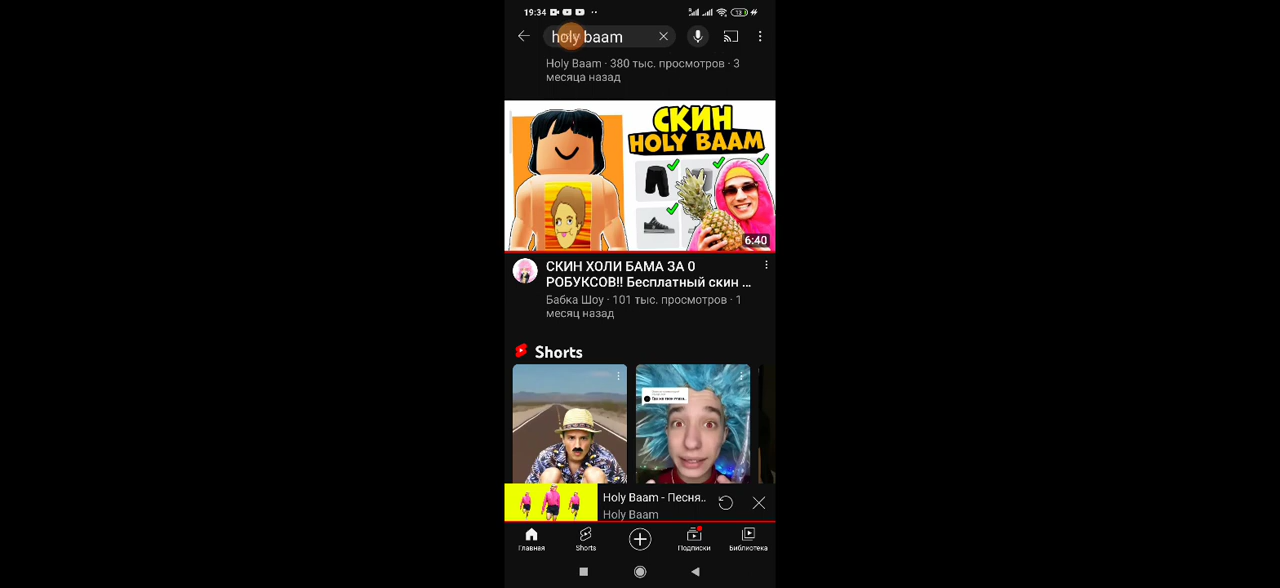 19:34
holy baam
Holy Baam · 380 тыс. просмотров · 3
месяца назад
СКИН
HOLY BAAM
6:40
СКИН ХОЛИ БАМА ЗА 0
РОБУКСОВ!! Бесплатный скин ...
Бабка Шоу · 101 тыс. просмотров · 1
месяц назад
Shorts
Holy Baam - Песня..
Holy Baam
Главная
Shorts
Подписки
Библиотека